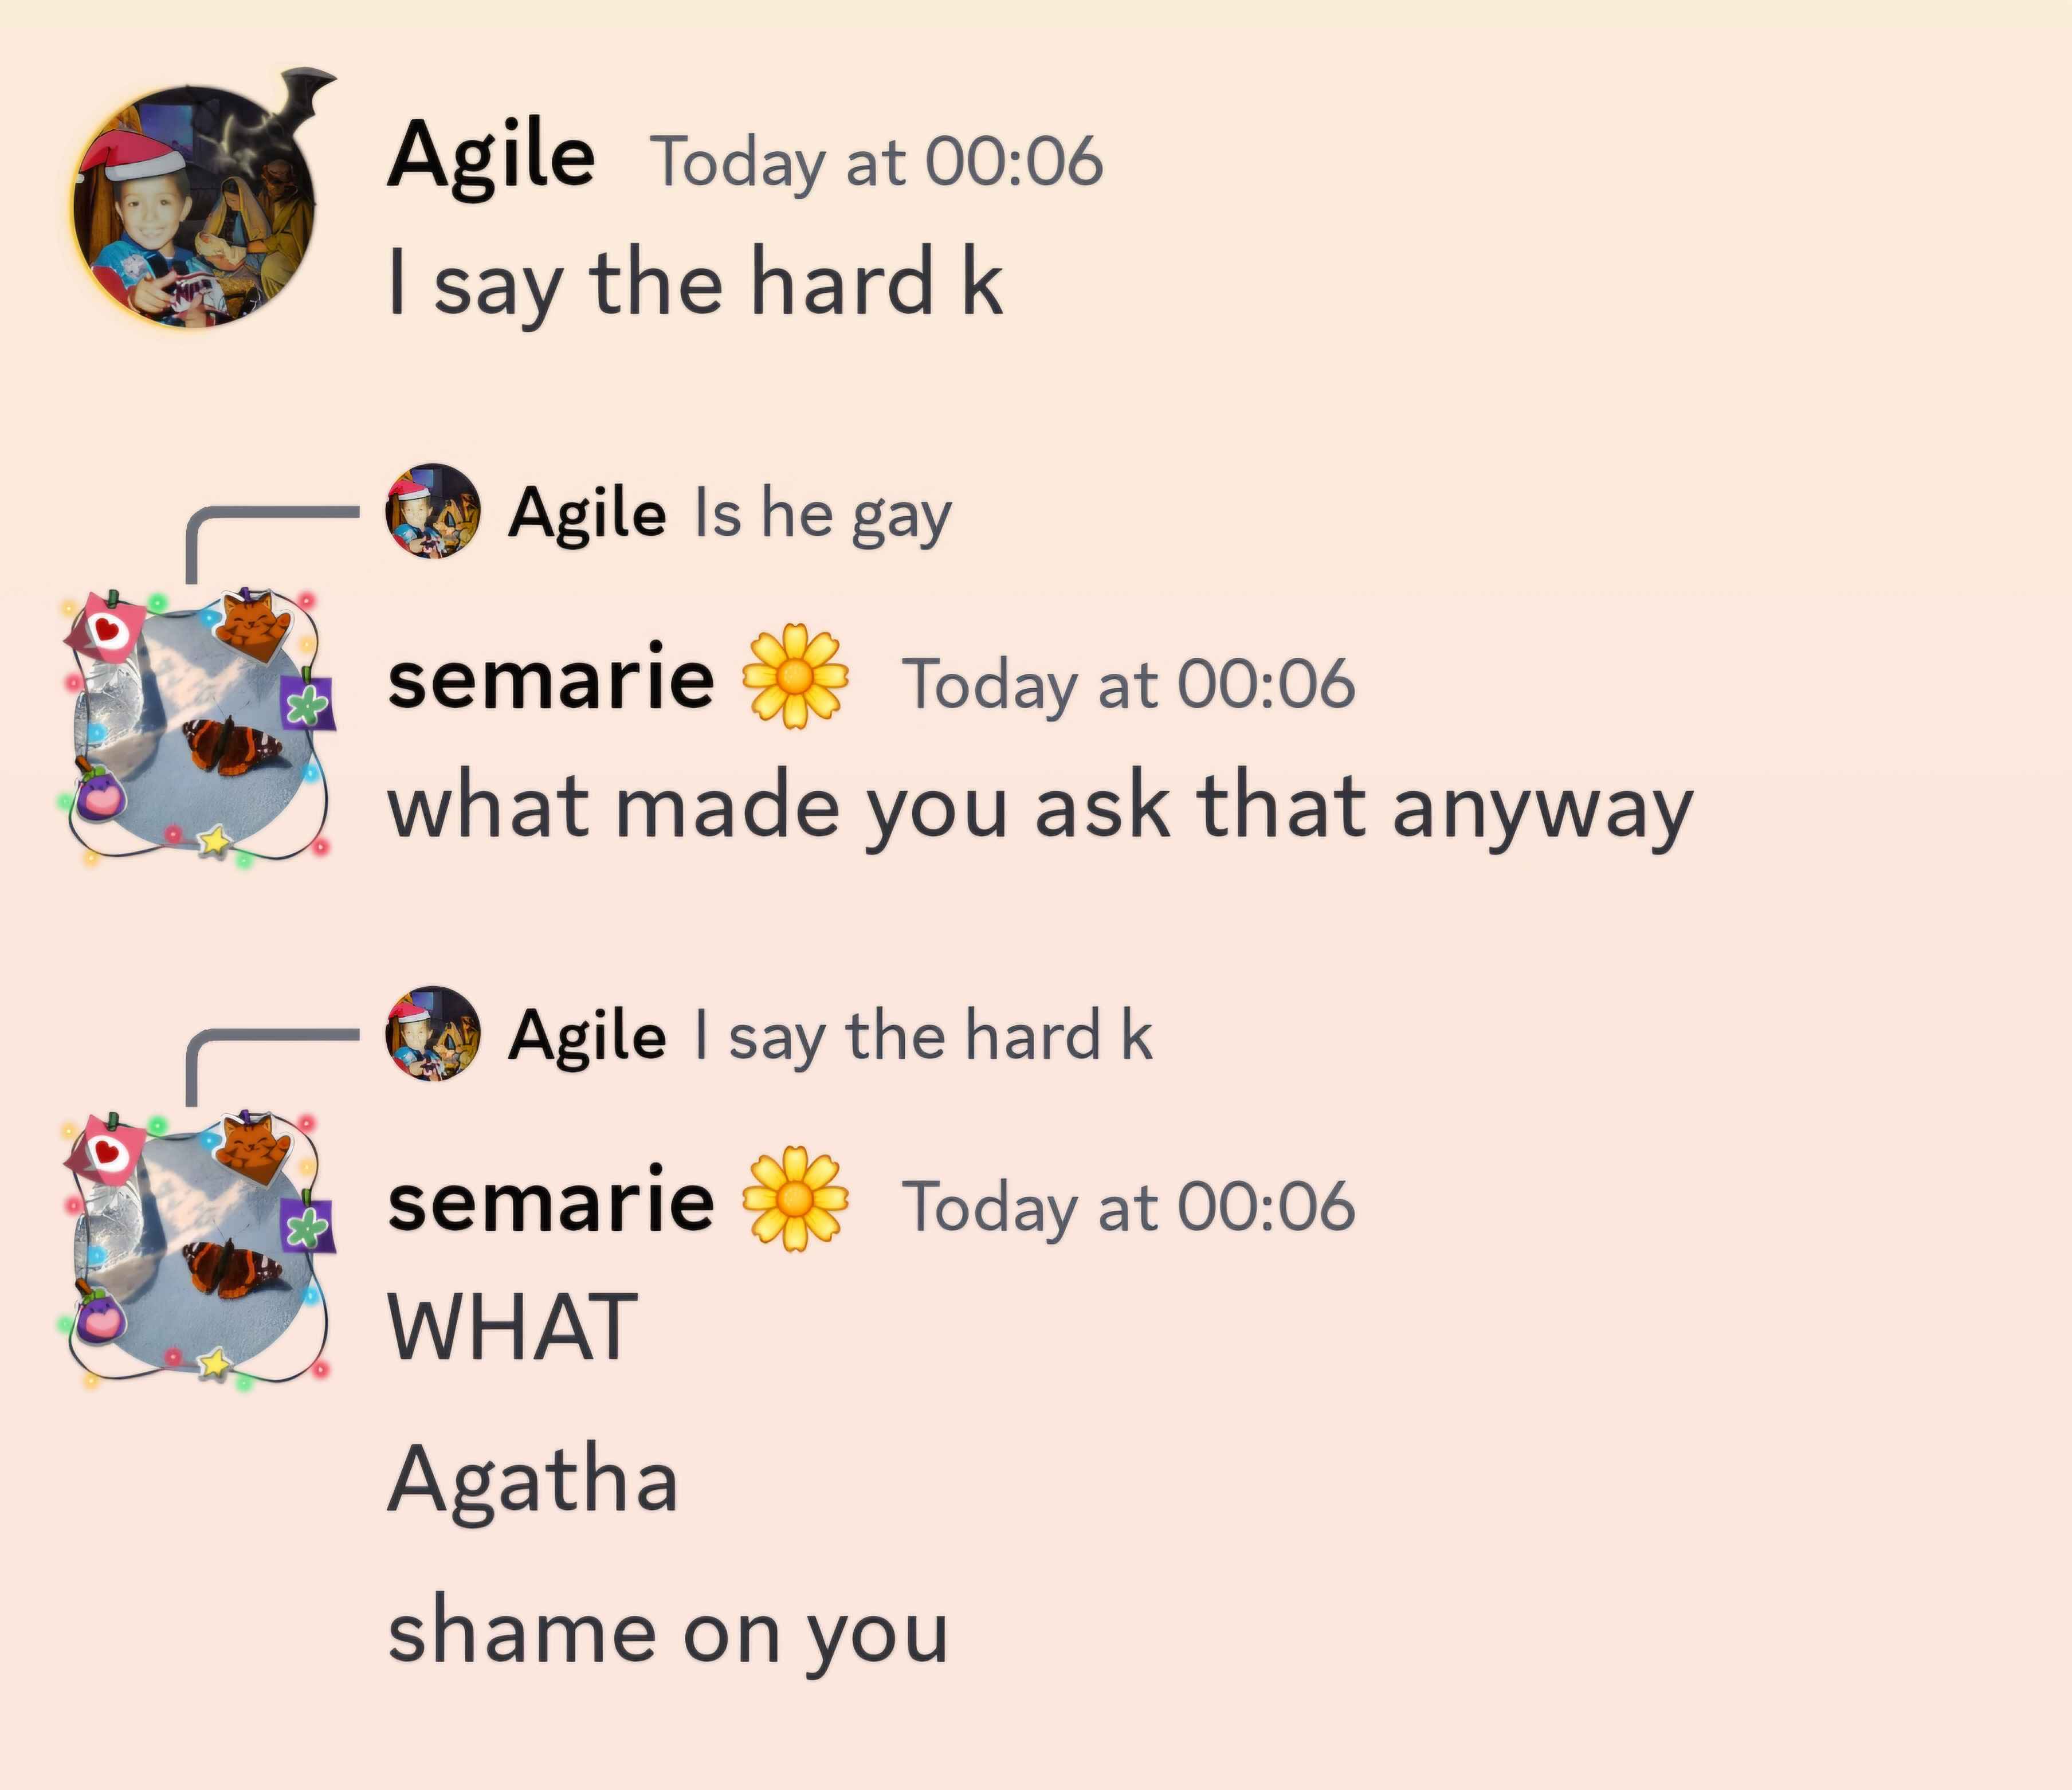 Agile Today at 00:06
I say the hard k
Agile Is he gay
semarie 🌼 Today at 00:06
what made you ask that anyway
Agile I say the hard k
semarie 🌼 Today at 00:06
WHAT
Agatha
shame on you